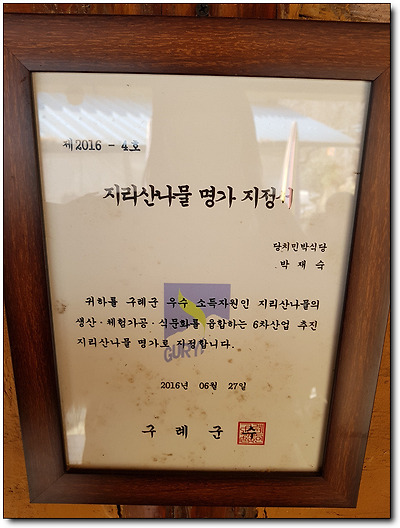 제2016 - 4호
지리산나물 명가 지정서
당치민박식당
박 재 숙
귀하를 구례군 우수 소득자원인 지리산나물의
생산·체험가공·식문화를 융합하는 6차산업 추진
지리산나물 명가로 지정합니다.
GURYE
2016년 06월 27일
구 례 군